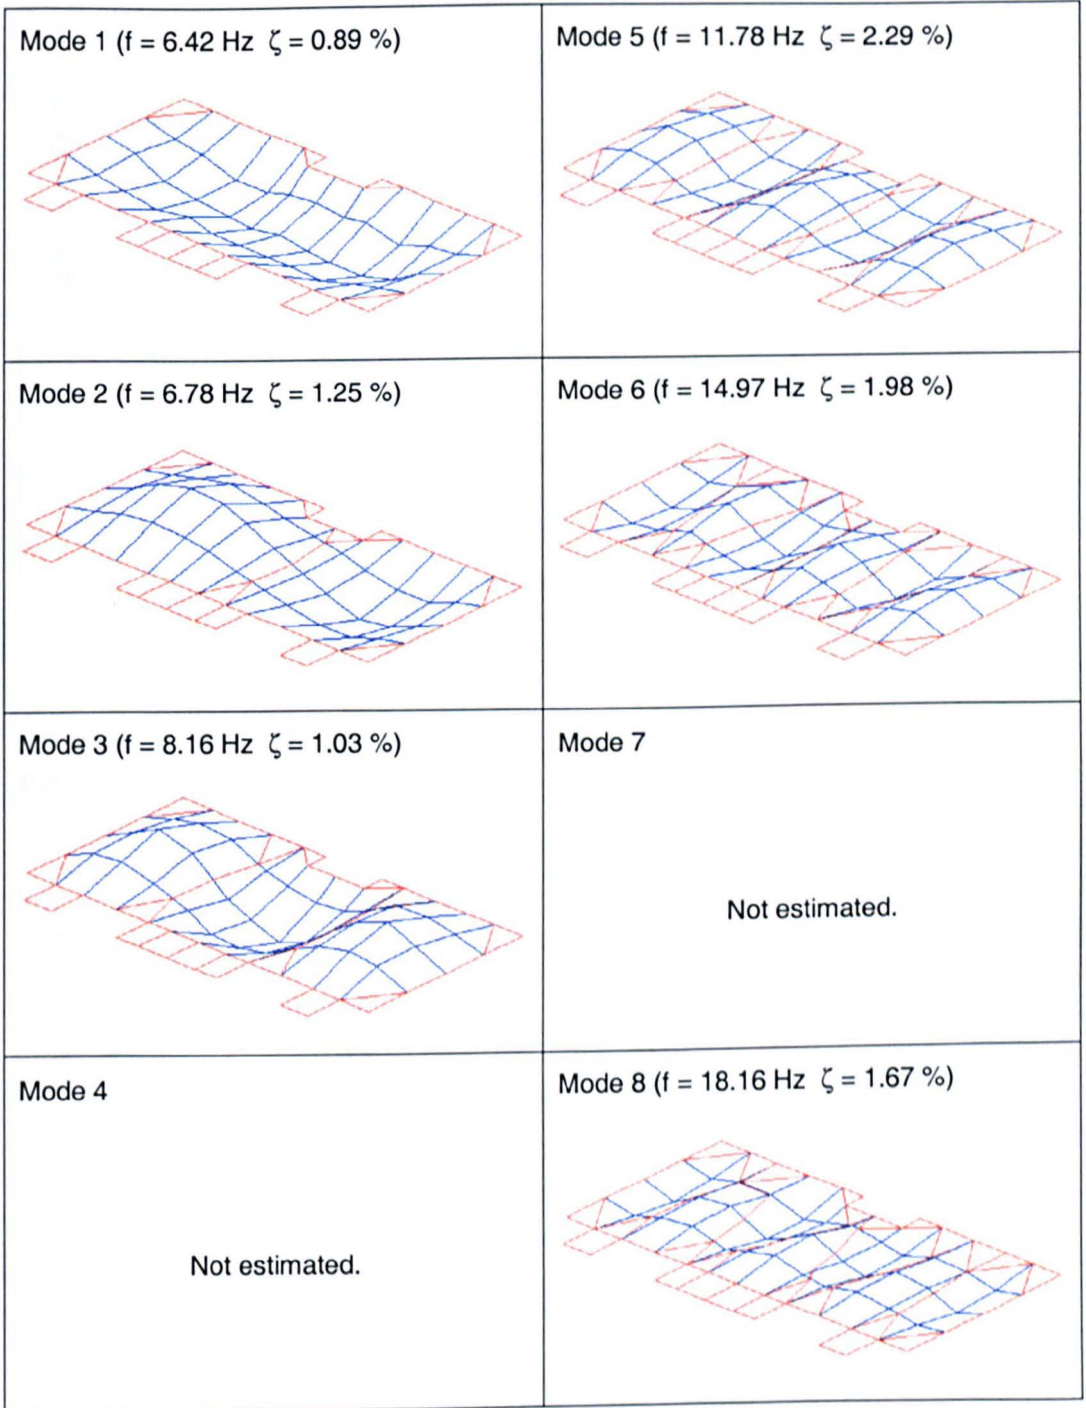 Mode 1 (f = 6.42 Hz ζ = 0.89 %)
Mode 2 (f = 6.78 Hz ζ = 1.25 %)
Mode 3 (f = 8.16 Hz ζ = 1.03 %)
Mode 4
Not estimated.
Mode 5 (f = 11.78 Hz ζ = 2.29 %)
Mode 6 (f = 14.97 Hz ζ = 1.98 %)
Mode 7
Not estimated.
Mode 8 (f = 18.16 Hz ζ = 1.67 %)